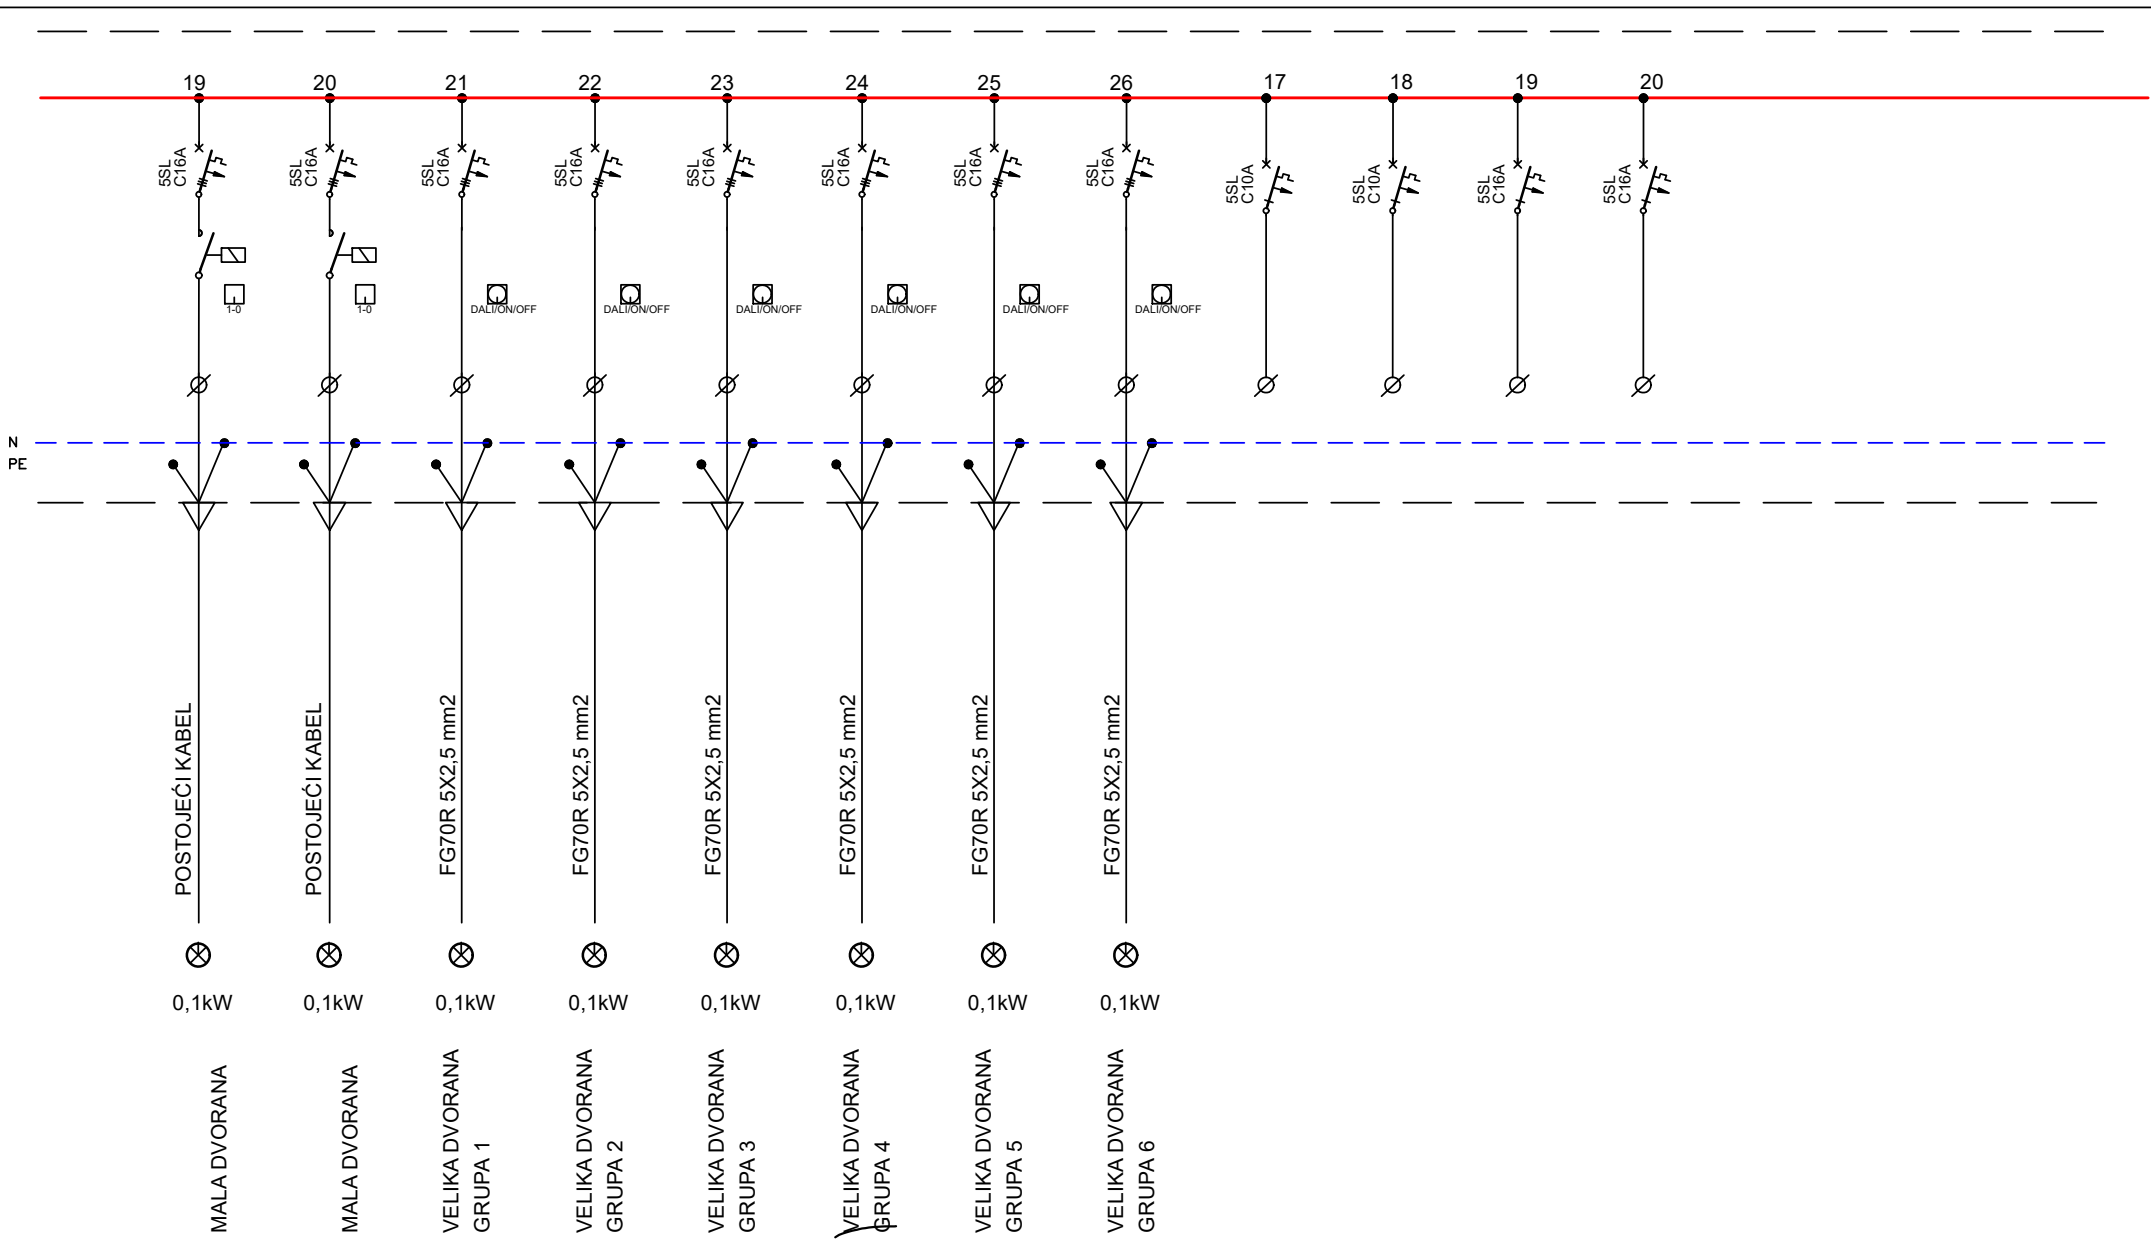 19 20 21 22 23 24 25 26 17 18 19 20
5SL 5SL 5SL 5SL 5SL 5SL 5SL 5SL 5SL 5SL 5SL 5SL
C16A C16A C16A C16A C16A C16A C16A C16A C10A C10A C16A C16A
1-0 1-0 DALI/ON/OFF DALI/ON/OFF DALI/ON/OFF DALI/ON/OFF DALI/ON/OFF DALI/ON/OFF
N
PE
POSTOJEĆI KABEL
POSTOJEĆI KABEL
FG70R 5X2,5 mm2
FG70R 5X2,5 mm2
FG70R 5X2,5 mm2
FG70R 5X2,5 mm2
FG70R 5X2,5 mm2
FG70R 5X2,5 mm2
0,1kW 0,1kW 0,1kW 0,1kW 0,1kW 0,1kW 0,1kW 0,1kW
MALA DVORANA
MALA DVORANA
VELIKA DVORANA
GRUPA 1
VELIKA DVORANA
GRUPA 2
VELIKA DVORANA
GRUPA 3
VELIKA DVORANA
GRUPA 4
VELIKA DVORANA
GRUPA 5
VELIKA DVORANA
GRUPA 6